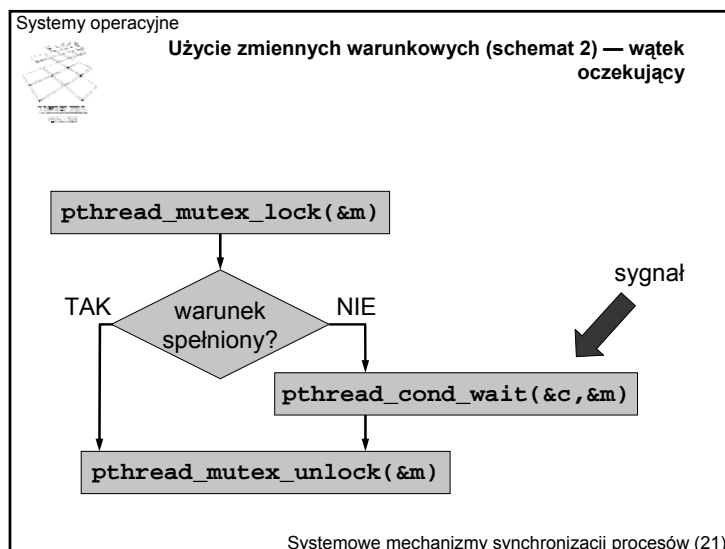 Systemy operacyjne
Użycie zmiennych warunkowych (schemat 2) — wątek
oczekujący
pthread_mutex_lock(&m)
sygnał
TAK
warunek
spełniony?
NIE
pthread_cond_wait(&c,&m)
pthread_mutex_unlock(&m)
Systemowe mechanizmy synchronizacji procesów (21)